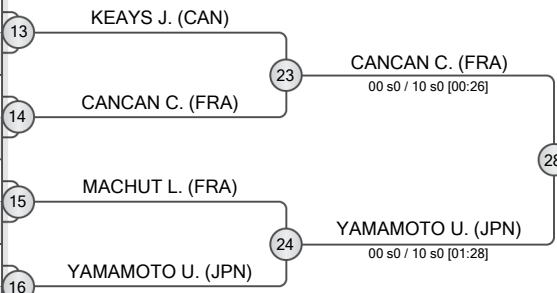 KEAYS J. (CAN)
13
CANCAN C. (FRA)
23
00 s0 / 10 s0 [00:26]
CANCAN C. (FRA)
14
28
MACHUT L. (FRA)
15
YAMAMOTO U. (JPN)
24
00 s0 / 10 s0 [01:28]
YAMAMOTO U. (JPN)
16